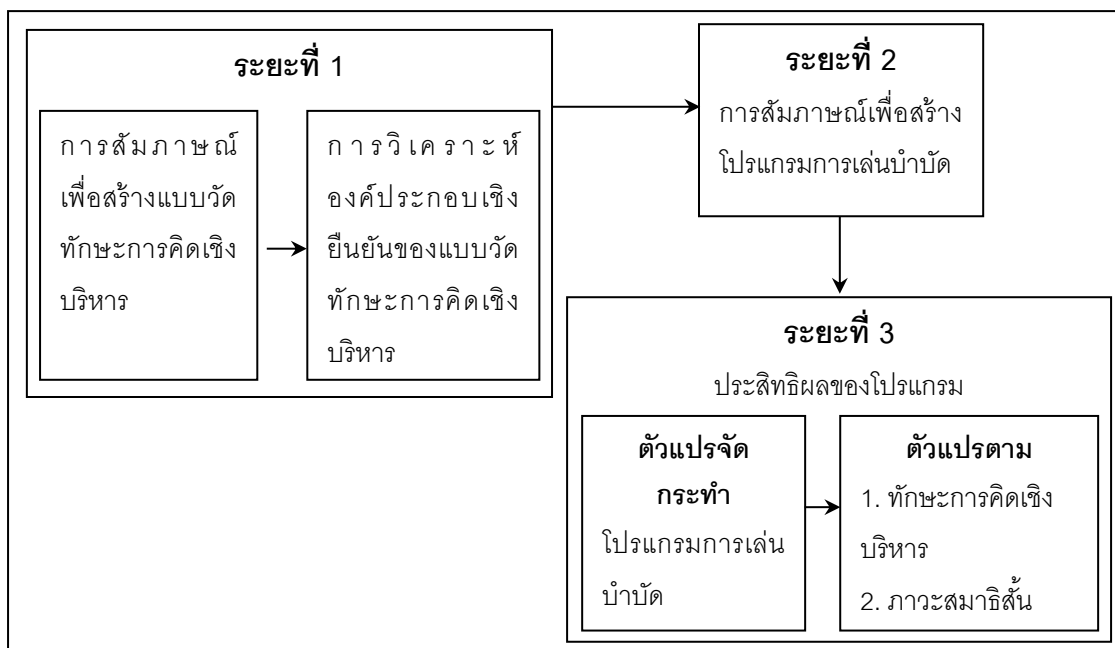 ระยะที่ 1
การสัมภาษณ์
เพื่อสร้างแบบวัด
ทักษะการคิดเชิง
บริหาร
การวิเคราะห์
องค์ประกอบเชิง
ยืนยันของแบบวัด
ทักษะการคิดเชิง
บริหาร
ระยะที่ 2
การสัมภาษณ์เพื่อสร้าง
โปรแกรมการเล่นบำบัด
ระยะที่ 3
ประสิทธิผลของโปรแกรม
ตัวแปรจัด
กระทำ
โปรแกรมการเล่น
บำบัด
ตัวแปรตาม
1. ทักษะการคิดเชิง
บริหาร
2. ภาวะสมาธิสั้น